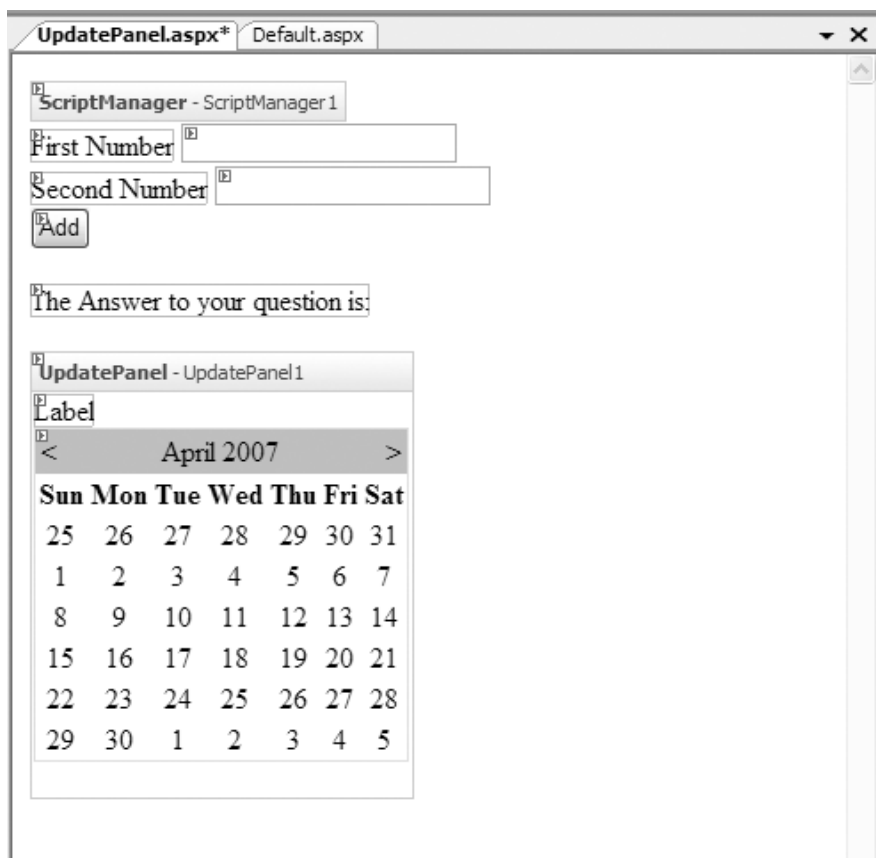 UpdatePanel.aspx* Default.aspx
ScriptManager - ScriptManager1
First Number
Second Number
Add
The Answer to your question is:
UpdatePanel - UpdatePanel1
Label
< April 2007 >
Sun Mon Tue Wed Thu Fri Sat
25 26 27 28 29 30 31
1 2 3 4 5 6 7
8 9 10 11 12 13 14
15 16 17 18 19 20 21
22 23 24 25 26 27 28
29 30 1 2 3 4 5